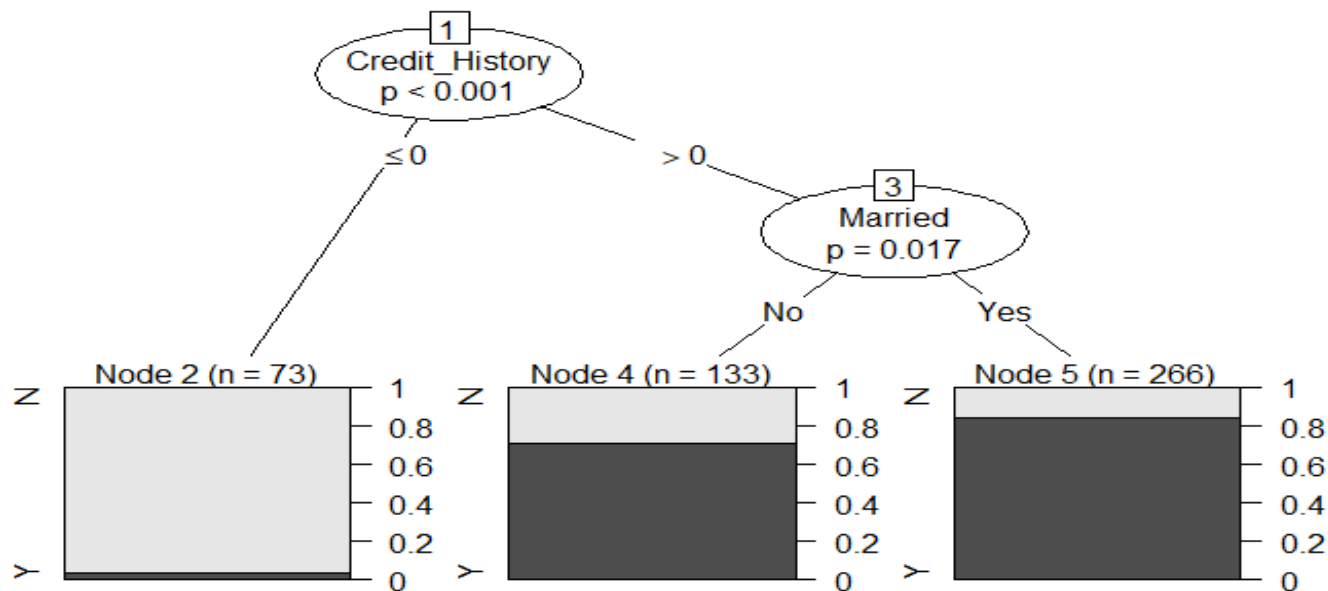 1
Credit_History
p < 0.001
≤ 0
> 0
3
Married
p = 0.017
No
Yes
Node 2 (n = 73)
N
Y
1
0.8
0.6
0.4
0.2
0
Node 4 (n = 133)
N
Y
1
0.8
0.6
0.4
0.2
0
Node 5 (n = 266)
N
Y
1
0.8
0.6
0.4
0.2
0